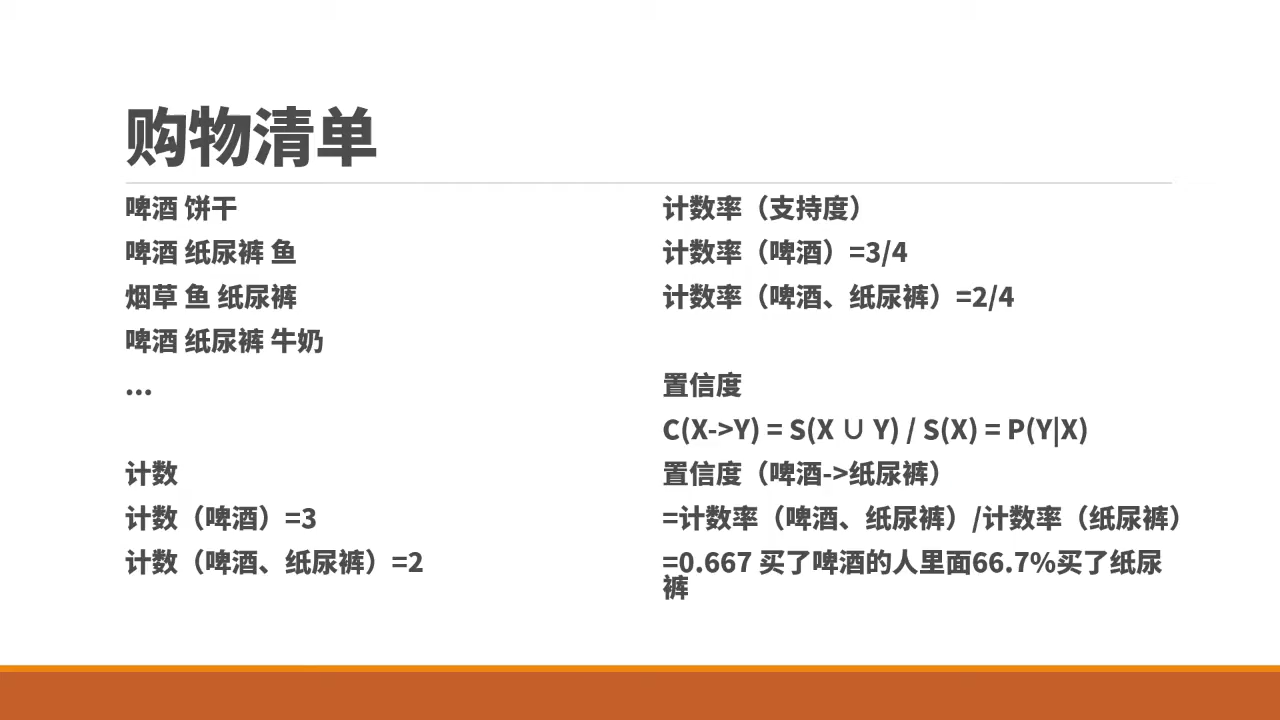 购物清单
啤酒 饼干
啤酒 纸尿裤 鱼
烟草 鱼 纸尿裤
啤酒 纸尿裤 牛奶
...
计数
计数（啤酒）=3
计数（啤酒、纸尿裤）=2
计数率（支持度）
计数率（啤酒）=3/4
计数率（啤酒、纸尿裤）=2/4
置信度
C(X->Y) = S(X ∪ Y) / S(X) = P(Y|X)
置信度（啤酒->纸尿裤）
=计数率（啤酒、纸尿裤）/计数率（纸尿裤）
=0.667 买了啤酒的人里面66.7%买了纸尿
裤